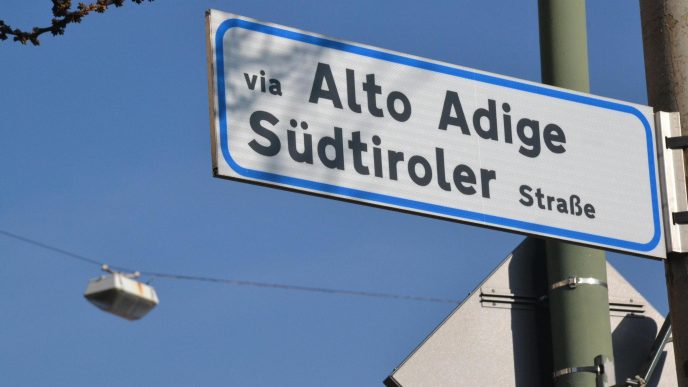 via Alto Adige
Südtiroler Straße